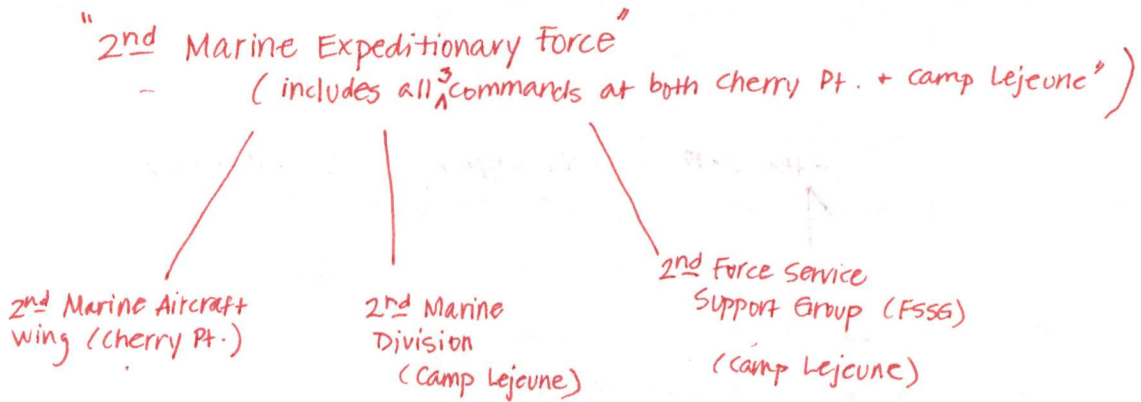 "2nd Marine Expeditionary Force"
- (includes all ^3 commands at both Cherry Pt. + Camp Lejeune")
2nd Marine Aircraft
Wing (Cherry Pt.)
2nd Marine
Division
(Camp Lejeune)
2nd Force Service
Support Group (FSSG)
(Camp Lejeune)